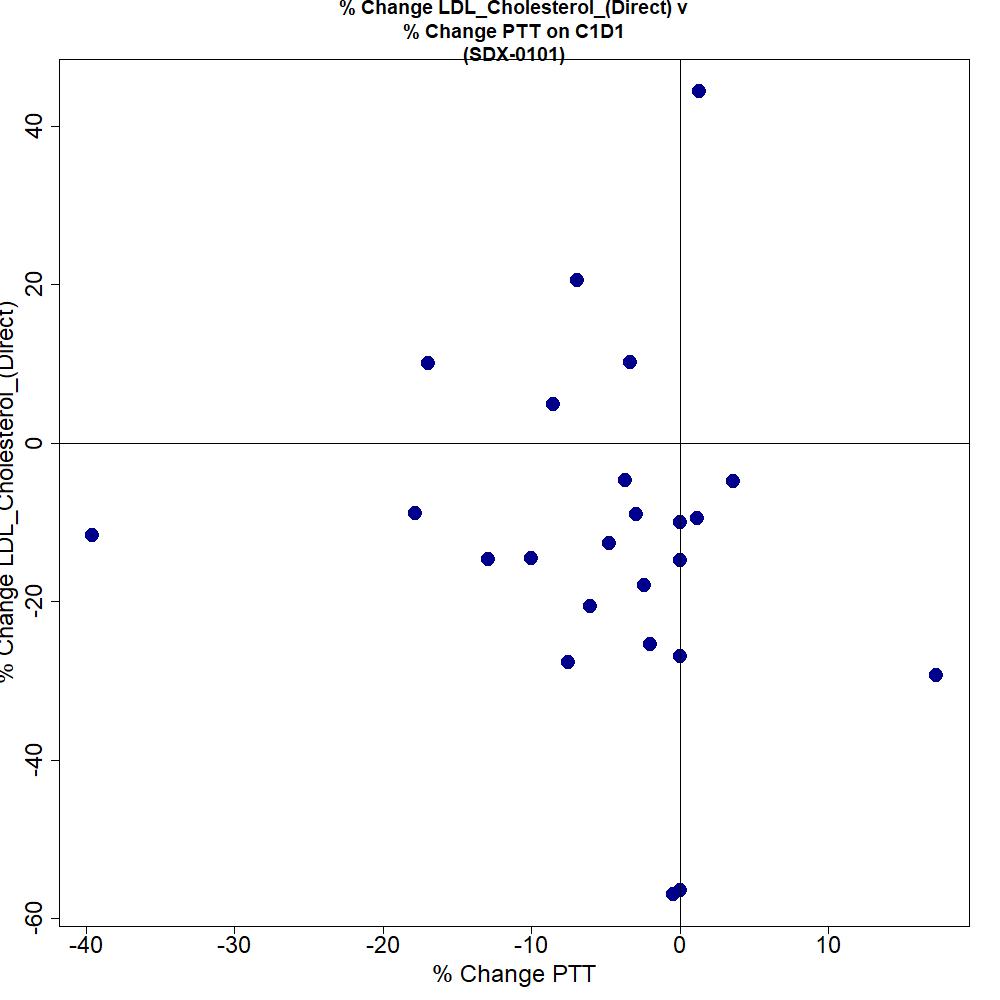 % Change LDL_Cholesterol_(Direct) v
% Change PTT on C1D1
(SDX-0101)
% Change LDL_Cholesterol_(Direct)
40
20
0
-20
-40
-60
-40
-30
-20
-10
0
10
% Change PTT